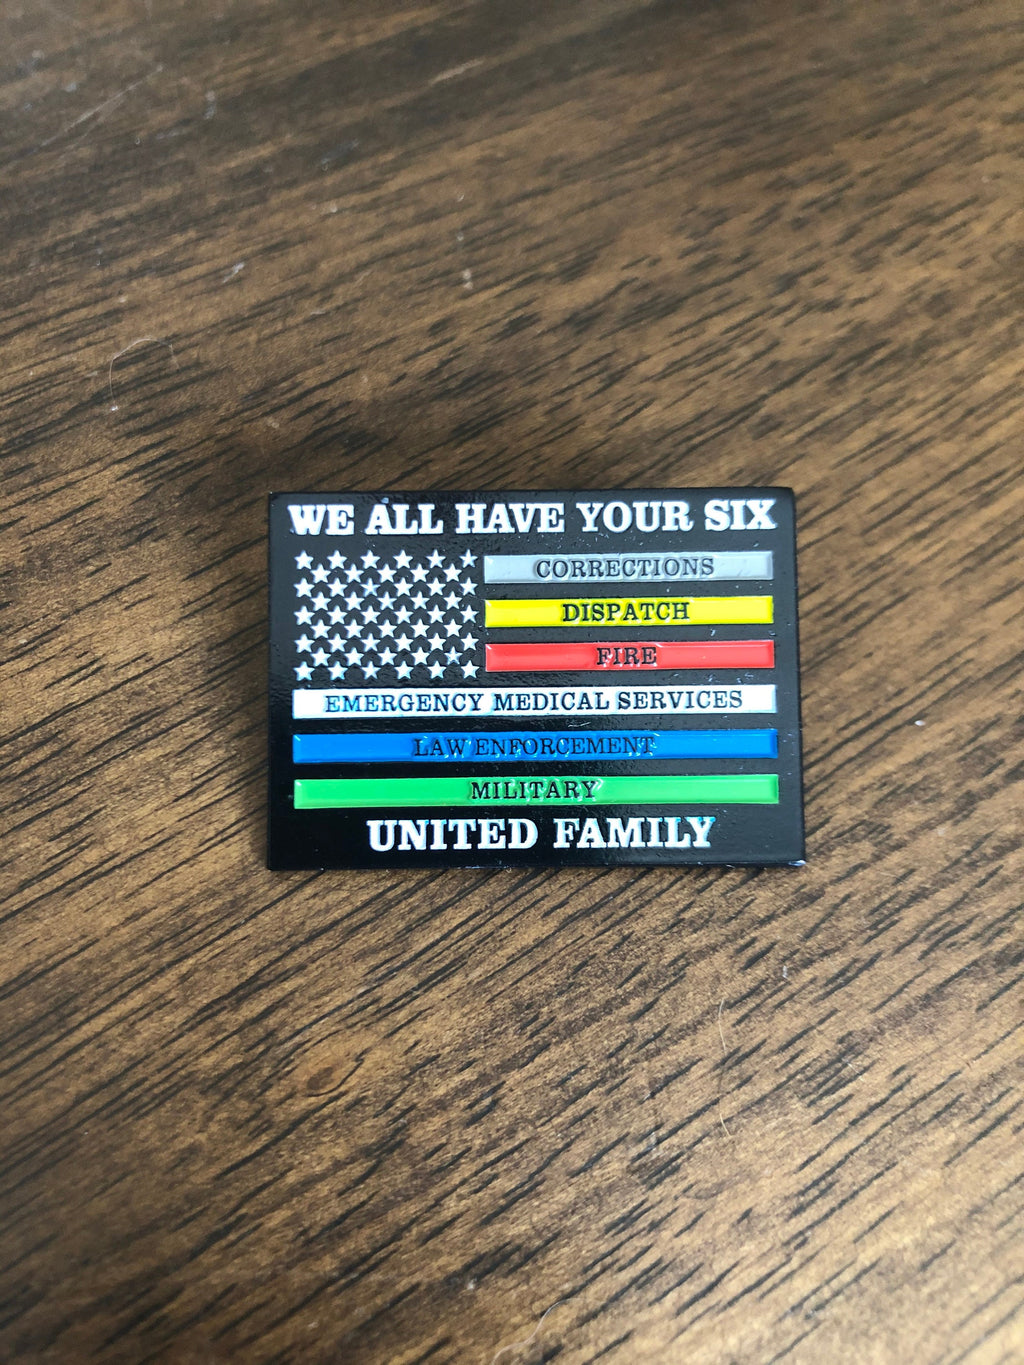 WE ALL HAVE YOUR SIX
CORRECTIONS
DISPATCH
FIRE
EMERGENCY MEDICAL SERVICES
LAW ENFORCEMENT
MILITARY
UNITED FAMILY